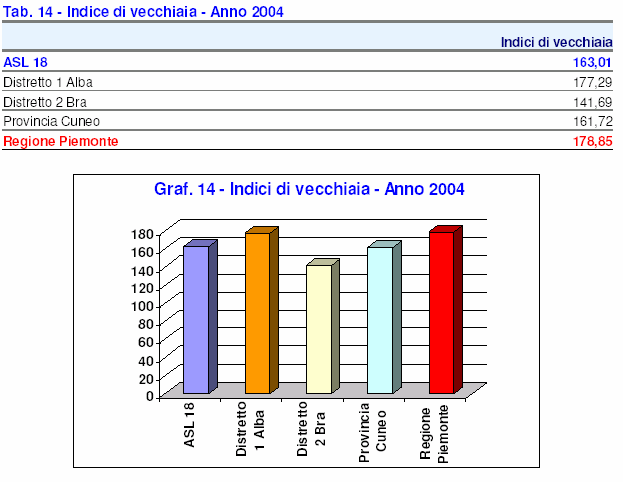 Tab. 14 - Indice di vecchiaia - Anno 2004
Indici di vecchiaia
ASL 18 163,01
Distretto 1 Alba 177,29
Distretto 2 Bra 141,69
Provincia Cuneo 161,72
Regione Piemonte 178,85
Graf. 14 - Indici di vecchiaia - Anno 2004
180
160
140
120
100
80
60
40
20
0
ASL 18
Distretto
1 Alba
Distretto
2 Bra
Provincia
Cuneo
Regione
Piemonte